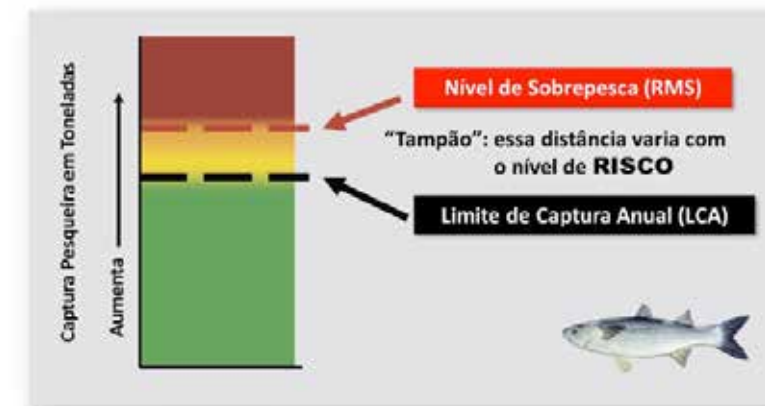 Captura Pesqueira em Toneladas
Aumenta
Nível de Sobrepesca (RMS)
“Tampão”: essa distância varia com
o nível de RISCO
Limite de Captura Anual (LCA)